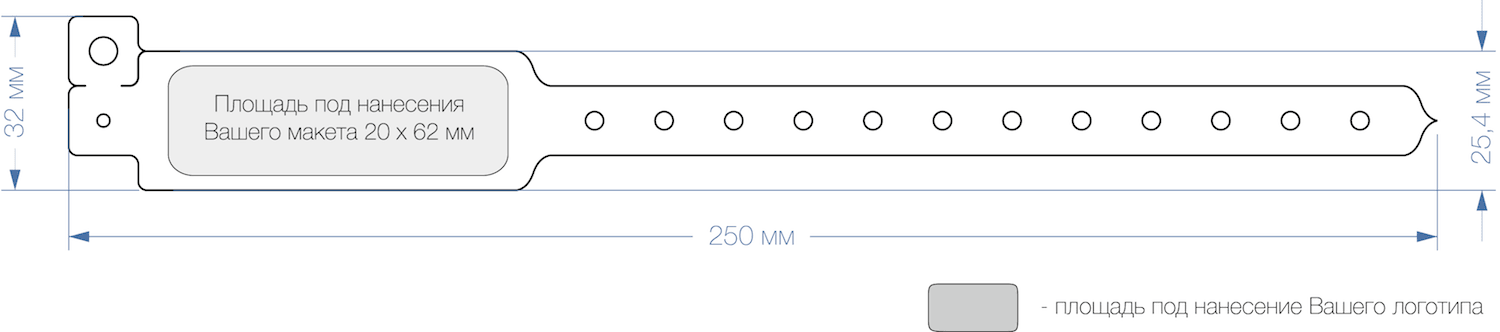 32 мм
Площадь под нанесения
Вашего макета 20 x 62 мм
25,4 мм
250 мм
- площадь под нанесение Вашего логотипа